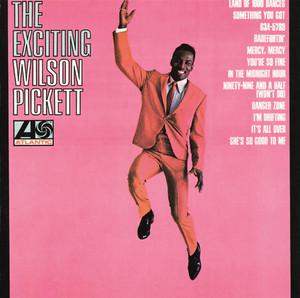 THE
EXCITING
WILSON
PICKETT
ATLANTIC
LAND OF 1000 DANCES
SOMETHING YOU GOT
634-5789
BAREFOOTIN'
MERCY, MERCY
YOU'RE SO FINE
IN THE MIDNIGHT HOUR
NINETY-NINE AND A HALF
(WON'T DO)
DANGER ZONE
I'M DRIFTING
IT'S ALL OVER
SHE'S SO GOOD TO ME